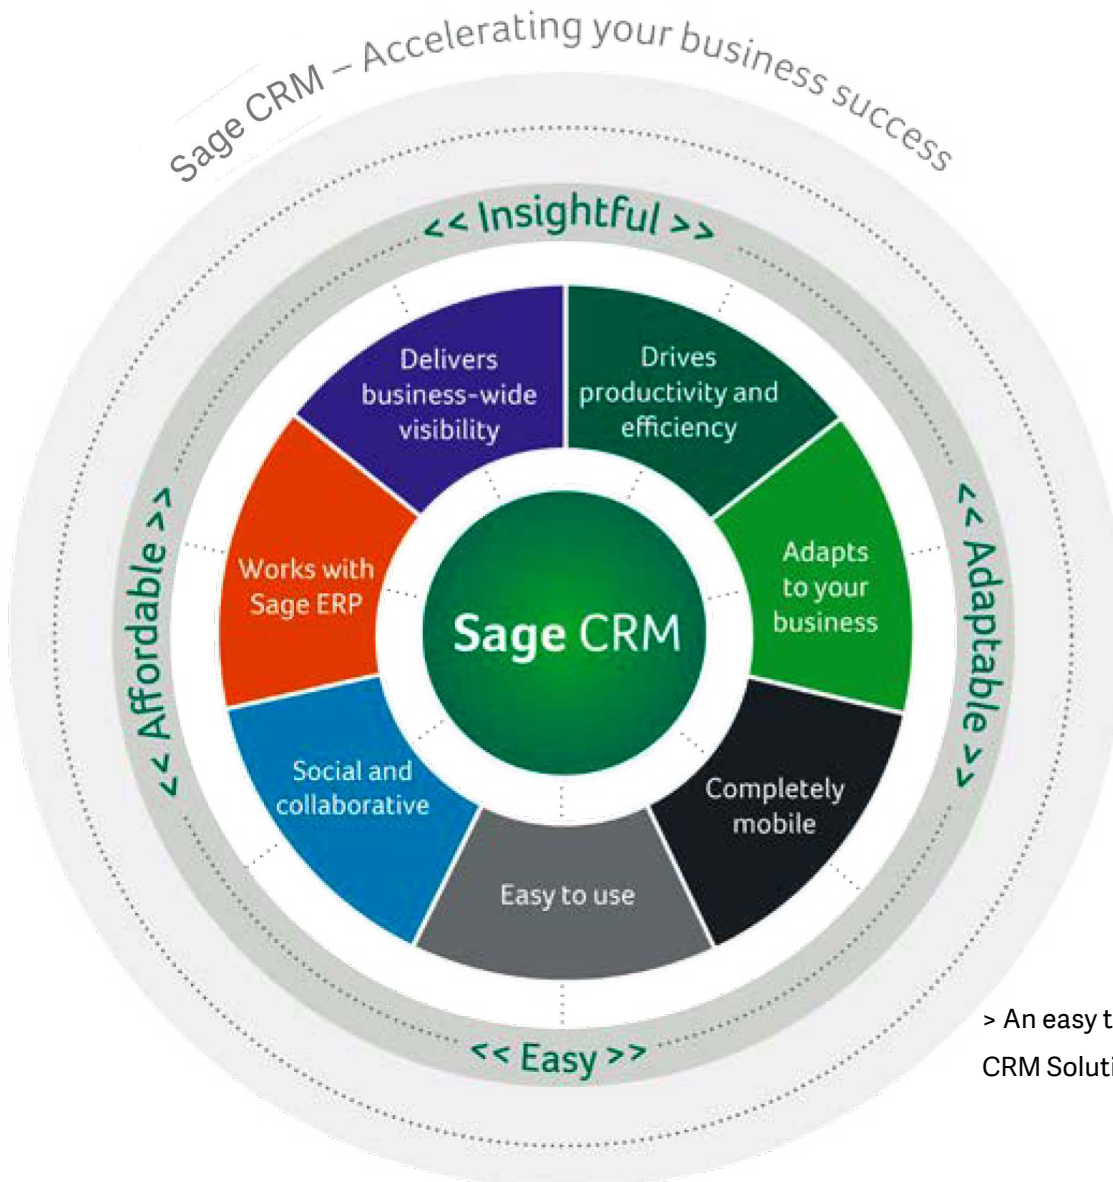 Sage CRM – Accelerating your business success
<< Insightful >>
Delivers
business-wide
visibility
Drives
productivity and
efficiency
<< Affordable >>
Works with
Sage ERP
Sage CRM
Adapts
to your
business
<< Adaptable >>
Social and
collaborative
Completely
mobile
Easy to use
<< Easy >>
> An easy t
CRM Soluti